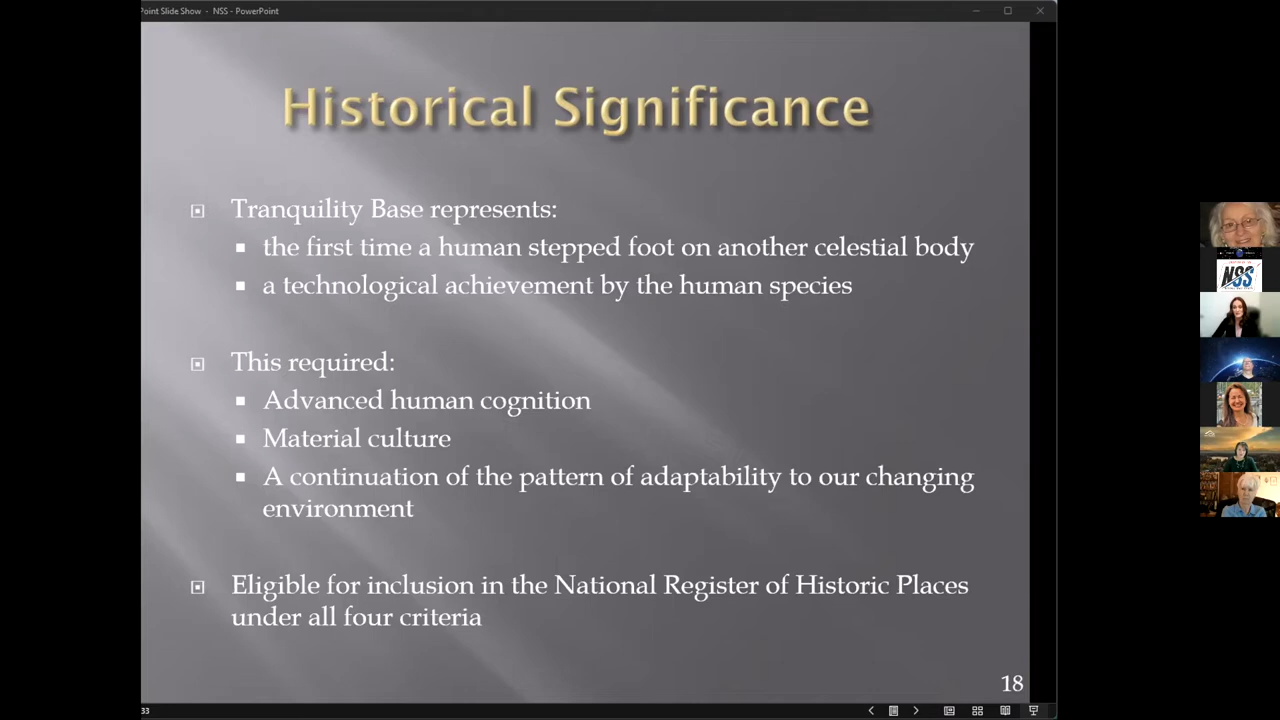 Point Slide Show - NSS - PowerPoint
Historical Significance
Tranquility Base represents:
the first time a human stepped foot on another celestial body
a technological achievement by the human species
This required:
Advanced human cognition
Material culture
A continuation of the pattern of adaptability to our changing
environment
Eligible for inclusion in the National Register of Historic Places
under all four criteria
18
33
NSS